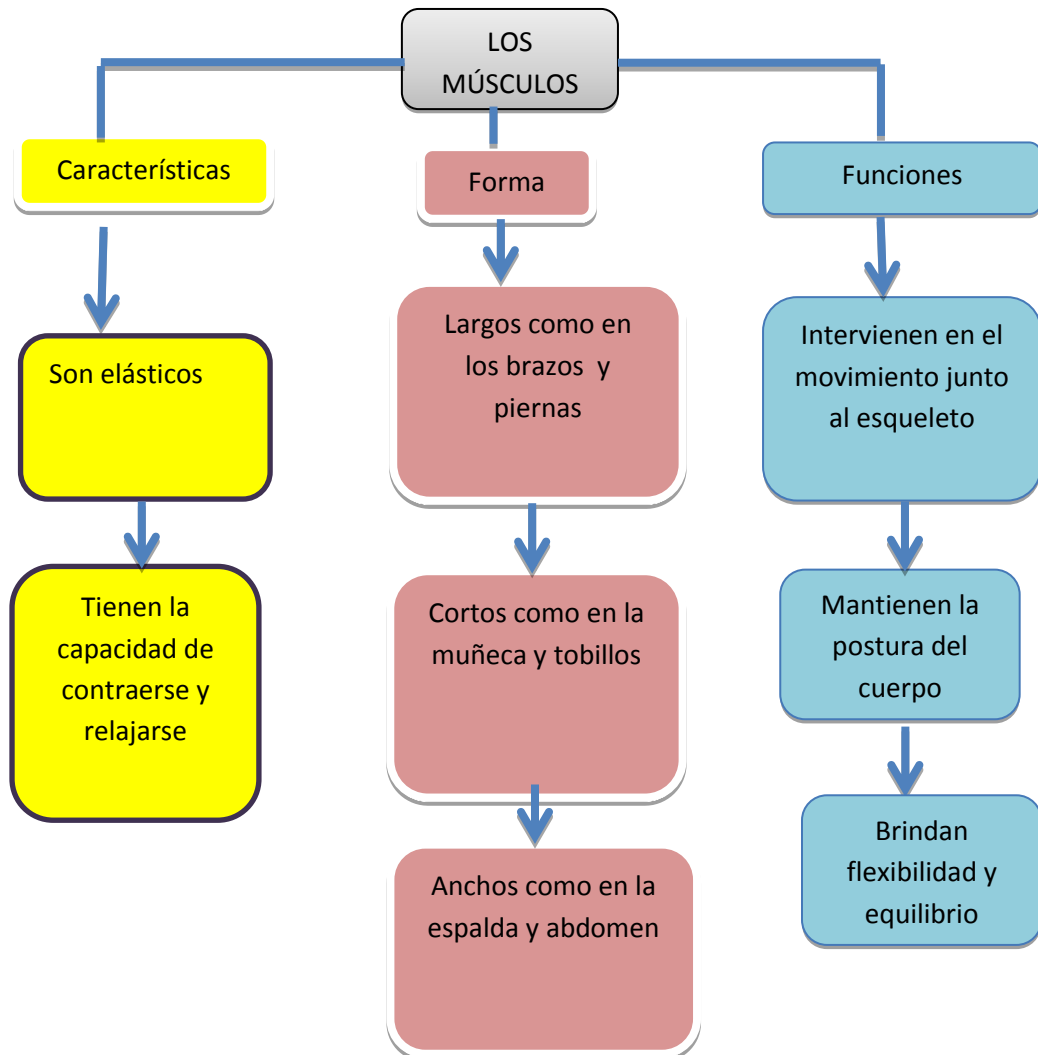 LOS
MÚSCULOS
Características
Son elásticos
Tienen la
capacidad de
contraerse y
relajarse
Forma
Largos como en
los brazos y
piernas
Cortos como en la
muñeca y tobillos
Anchos como en la
espalda y abdomen
Funciones
Intervienen en el
movimiento junto
al esqueleto
Mantienen la
postura del
cuerpo
Brindan
flexibilidad y
equilibrio